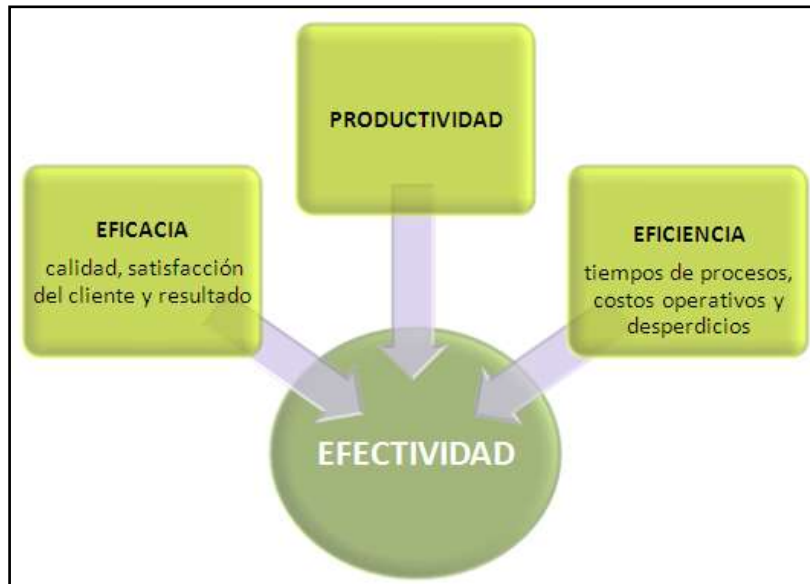 PRODUCTIVIDAD
EFICACIA
calidad, satisfacción
del cliente y resultado
EFICIENCIA
tiempos de procesos,
costos operativos y
desperdicios
EFECTIVIDAD